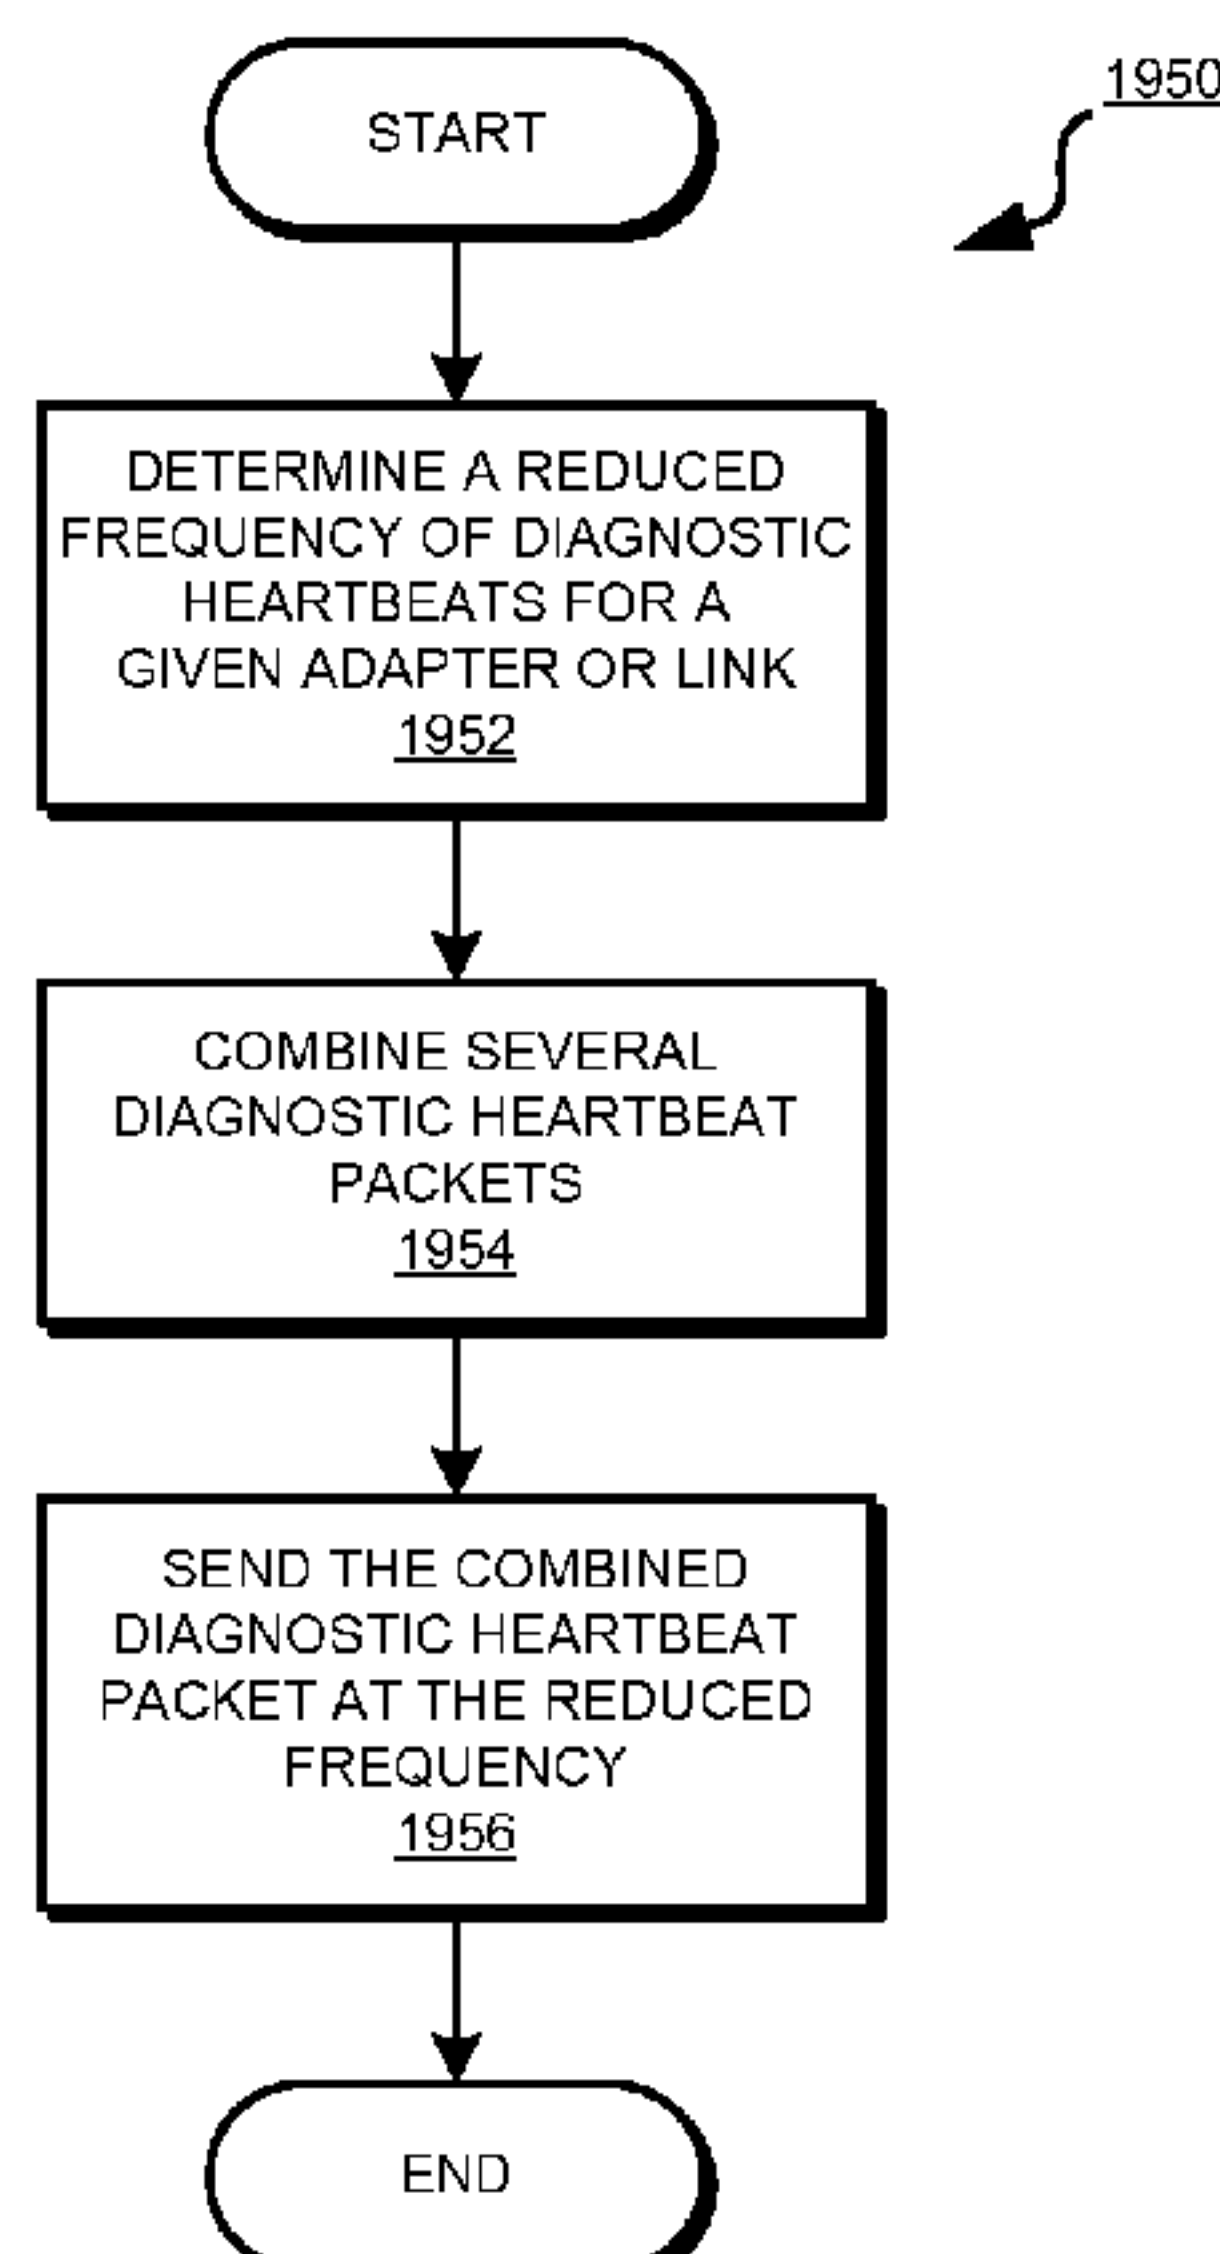 START
1950
DETERMINE A REDUCED
FREQUENCY OF DIAGNOSTIC
HEARTBEATS FOR A
GIVEN ADAPTER OR LINK
1952
COMBINE SEVERAL
DIAGNOSTIC HEARTBEAT
PACKETS
1954
SEND THE COMBINED
DIAGNOSTIC HEARTBEAT
PACKET AT THE REDUCED
FREQUENCY
1956
END